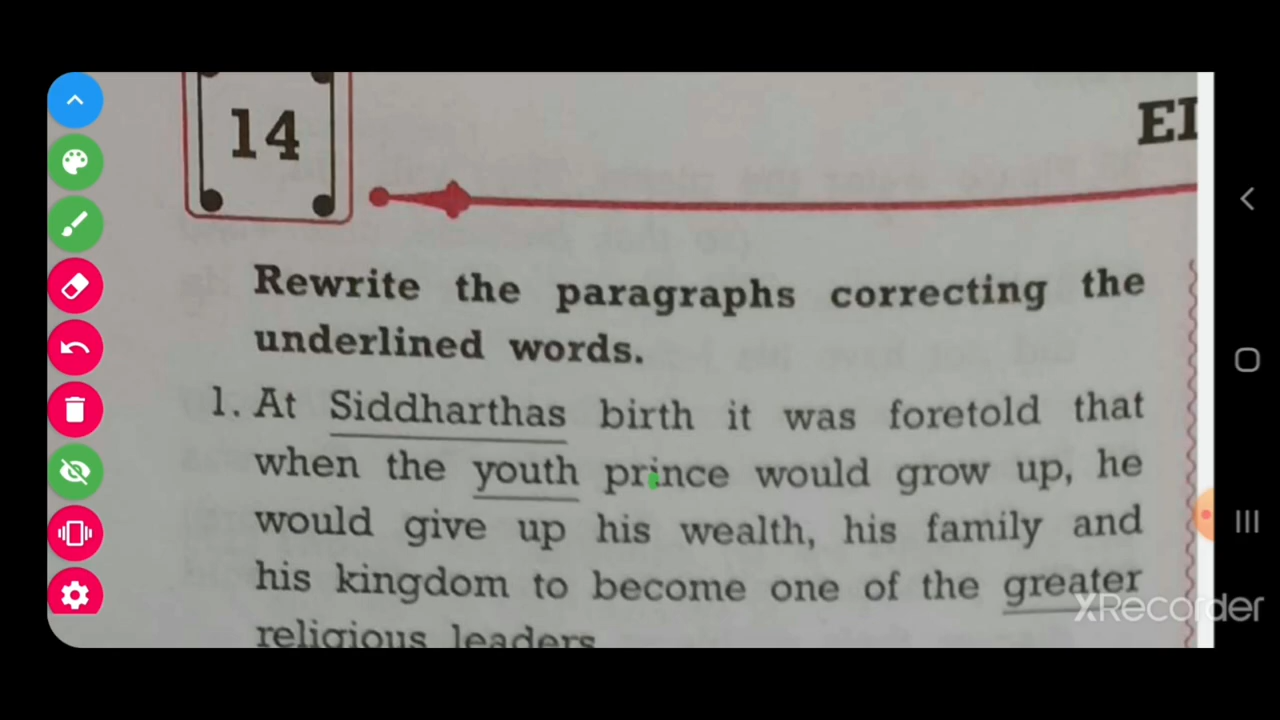 14
EI
Rewrite the paragraphs correcting the
underlined words.
1. At Siddharthas birth it was foretold that
when the youth prince would grow up, he
would give up his wealth, his family and
his kingdom to become one of the greater
religious leaders
XRecorder